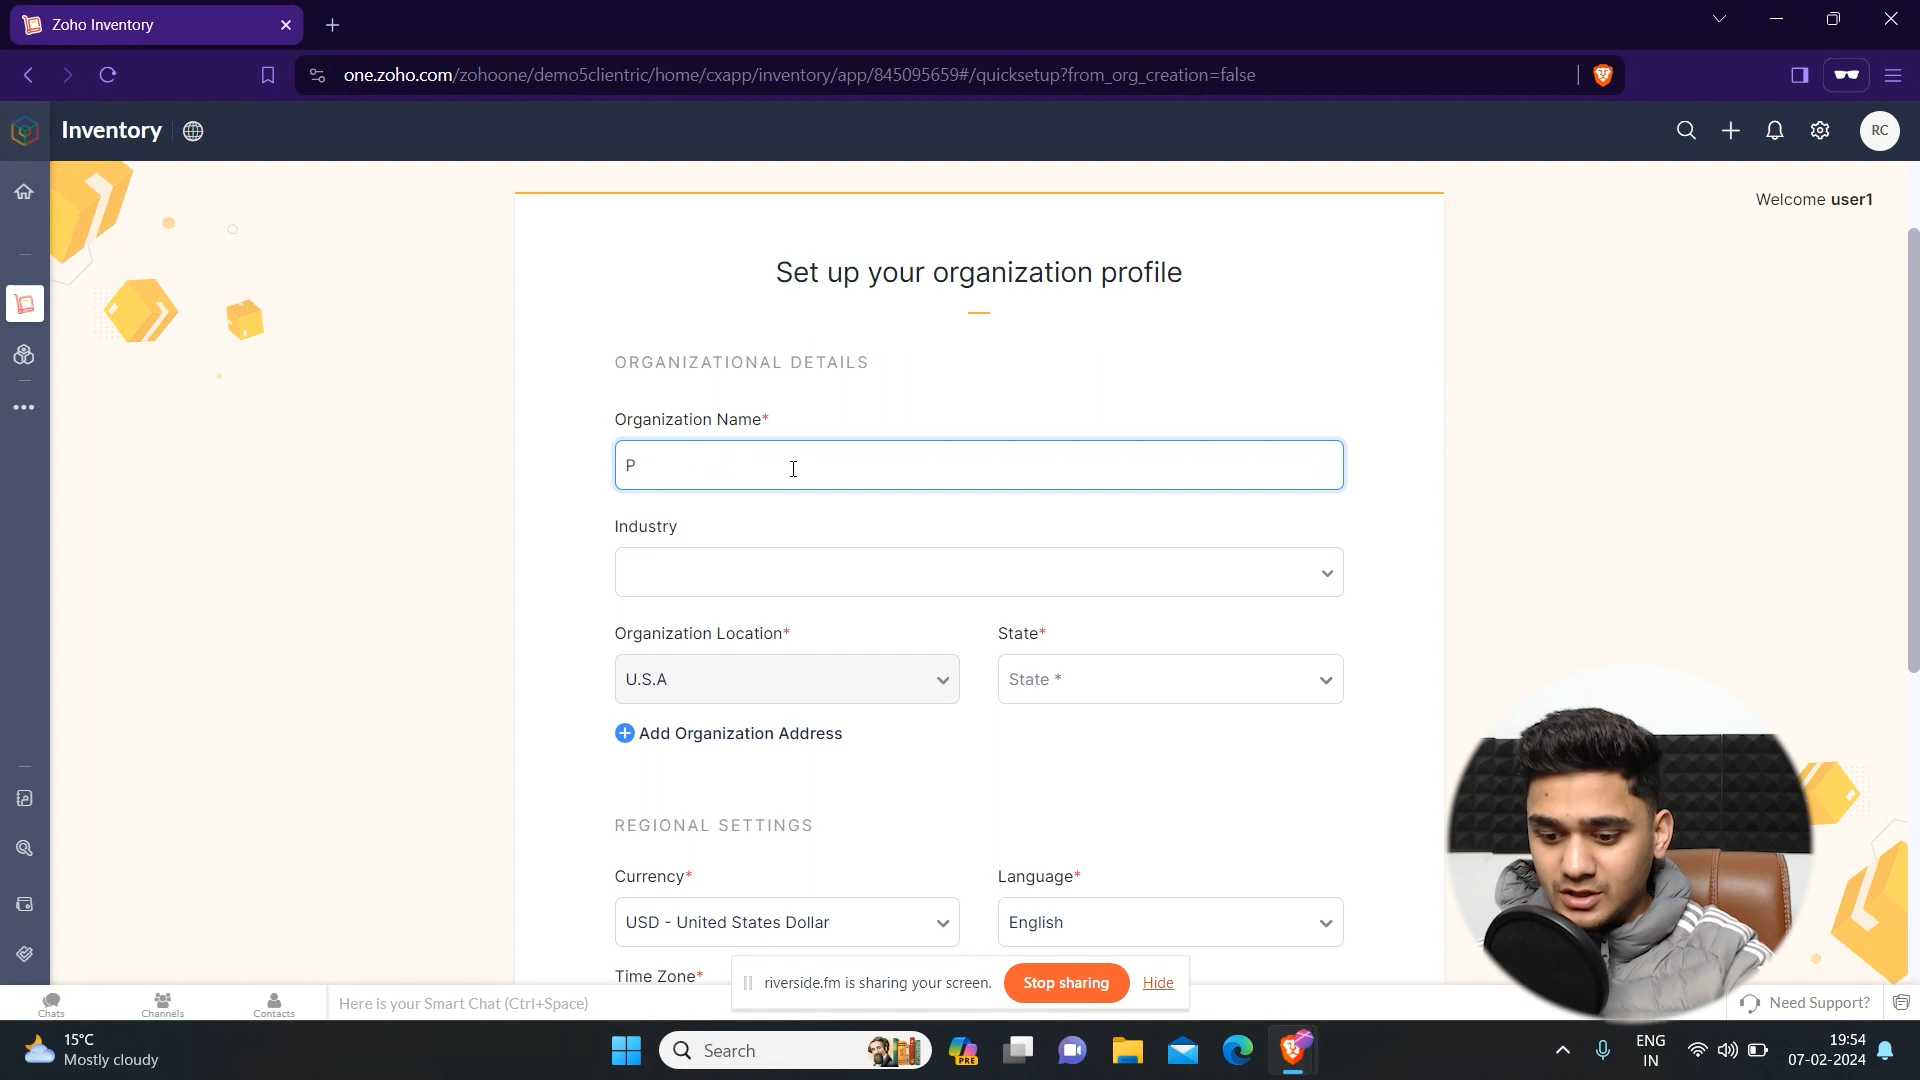 Zoho Inventory
one.zoho.com/zohoone/demo5clientric/home/cxapp/inventory/app/845095659#/quicksetup?from_org_creation=false
Inventory
RC
Welcome user1
Set up your organization profile
ORGANIZATIONAL DETAILS
Organization Name*
P
Industry
Organization Location*
State*
U.S.A
State *
Add Organization Address
REGIONAL SETTINGS
Currency*
Language*
USD - United States Dollar
English
Time Zone*
riverside.fm is sharing your screen.
Stop sharing
Hide
Chats
Channels
Contacts
Here is your Smart Chat (Ctrl+Space)
Need Support?
15°C
Mostly cloudy
Search
PRE
ENG
IN
19:54
07-02-2024